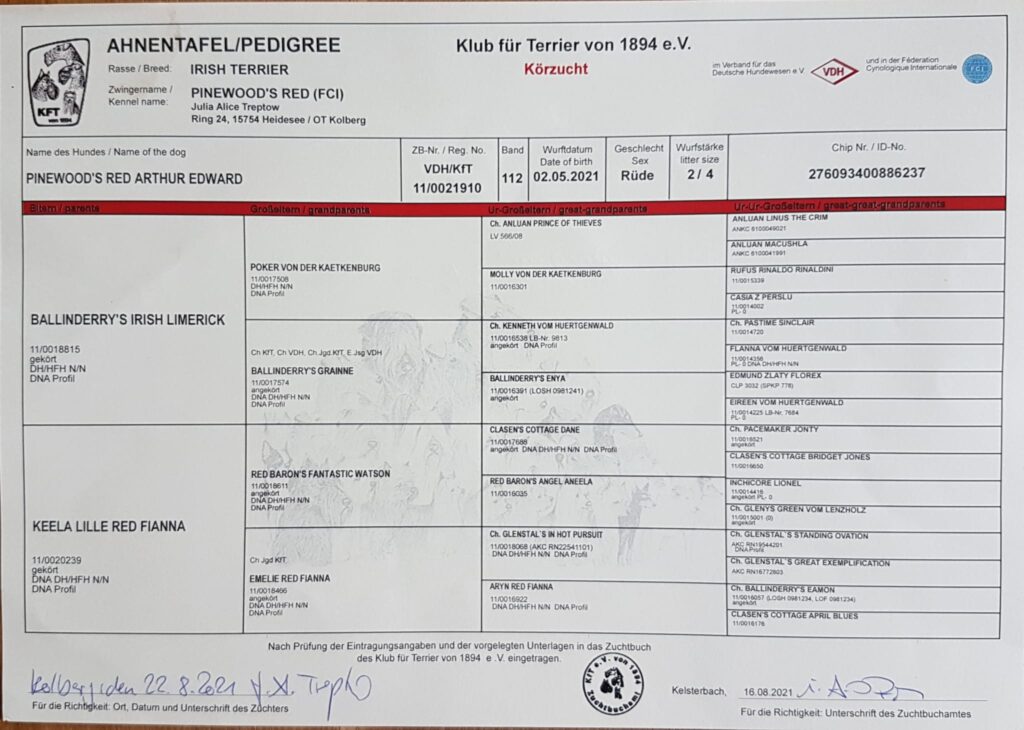 AHNENTAFEL/PEDIGREE
Rasse / Breed: IRISH TERRIER
Zwingername / Kennel name: PINEWOOD'S RED (FCI)
Julia Alice Treptow
Ring 24, 15754 Heidesee / OT Kolberg
KFT
von 1894
Klub für Terrier von 1894 e.V.
Körzucht
im Verband für das
Deutsche Hundewesen e.V.
VDH
und in der Fédération
Cynologique Internationale
FCI
Name des Hundes / Name of the dog
PINEWOOD'S RED ARTHUR EDWARD
ZB-Nr. / Reg. No.
VDH/KfT
11/0021910
Band
112
Wurftdatum
Date of birth
02.05.2021
Geschlecht
Sex
Rüde
Wurfstärke
litter size
2 / 4
Chip Nr. / ID-No.
276093400886237
Eltern / parents
Großeltern / grandparents
Ur-Großeltern / great-grandparents
Ur-Ur-Großeltern / great-great-grandparents
BALLINDERRY'S IRISH LIMERICK
11/0018815
gekört
DH/HFH N/N
DNA Profil
KEELA LILLE RED FIANNA
11/0020239
gekört
DNA DH/HFH N/N
DNA Profil
POKER VON DER KAETKENBURG
11/0017508
DH/HFH N/N
DNA Profil
Ch KfT, Ch VDH, Ch.Jgd.KfT, E.Jsg VDH
BALLINDERRY'S GRAINNE
11/0017574
angekört
DNA DH/HFH N/N
DNA Profil
RED BARON'S FANTASTIC WATSON
11/0018611
angekört
DNA DH/HFH N/N
DNA Profil
Ch Jgd KfT
EMELIE RED FIANNA
11/0018466
angekört
DNA DH/HFH N/N
DNA Profil
Ch. ANLUAN PRINCE OF THIEVES
LV 566/08
MOLLY VON DER KAETKENBURG
11/0016301
Ch. KENNETH VOM HUERTGENWALD
11/0016538 LB-Nr. 9813
angekört DNA Profil
BALLINDERRY'S ENYA
11/0016391 (LOSH 0981241)
angekört
CLASEN'S COTTAGE DANE
11/0017688
angekört DNA DH/HFH N/N DNA Profil
RED BARON'S ANGEL ANEELA
11/0016035
Ch. GLENSTAL'S IN HOT PURSUIT
11/0018068 (AKC RN22541101)
DNA DH/HFH N/N DNA Profil
ARYN RED FIANNA
11/0016922
DNA DH/HFH N/N DNA Profil
ANLUAN LINUS THE CRIM
ANKC 6100049021
ANLUAN MACUSHLA
ANKC 6100041991
RUFUS RINALDO RINALDINI
11/0015339
CASIA Z PERSLU
11/0014002
PL- 0
Ch. PASTIME SINCLAIR
11/0014720
FLANNA VOM HUERTGENWALD
11/0014256
PL- 0 DNA DH/HFH N/N
EDMUND ZLATY FLOREX
CLP 3032 (SPKP 778)
EIREEN VOM HUERTGENWALD
11/0014225 LB-Nr. 7684
PL- 0
Ch. PACEMAKER JONTY
11/0016521
angekört
CLASEN'S COTTAGE BRIDGET JONES
11/0016650
INCHICORE LIONEL
11/0014416
angekört PL- 0
Ch. GLENYS GREEN VOM LENZHOLZ
11/0015001 (0)
angekört
Ch. GLENSTAL'S STANDING OVATION
AKC RN19544201
DNA Profil
Ch. GLENSTAL'S GREAT EXEMPLIFICATION
AKC RN16772803
Ch. BALLINDERRY'S EAMON
11/0016057 (LOSH 0981234, LOF 0981234)
angekört
CLASEN'S COTTAGE APRIL BLUES
11/0016176
Nach Prüfung der Eintragungsangaben und der vorgelegten Unterlagen in das Zuchtbuch
des Klub für Terrier von 1894 e .V. eingetragen.
Kolberg, den 22.8.2021
Für die Richtigkeit: Ort, Datum und Unterschrift des Züchters
KfT e.V. von 1894
Zuchtbuchamt
Kelsterbach, 16.08.2021
Für die Richtigkeit: Unterschrift des Zuchtbuchamtes